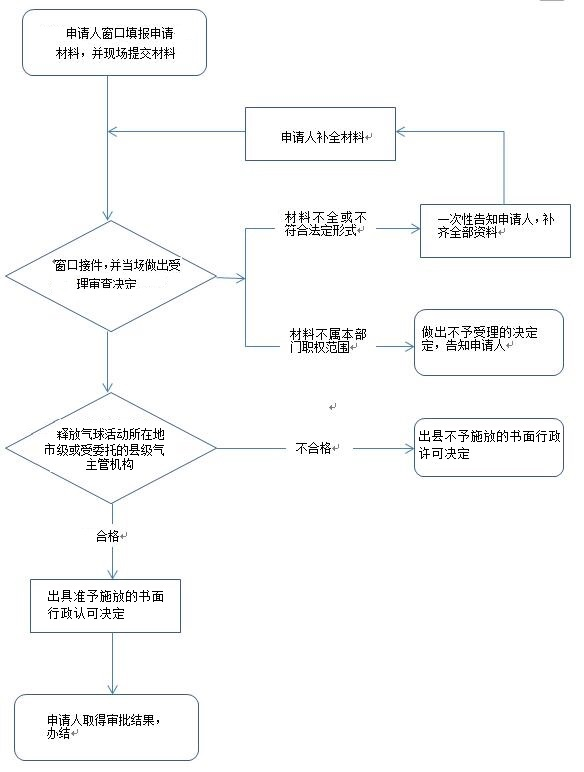 申请人窗口填报申请
材料，并现场提交材料
申请人补全材料
材料不全或不
符合法定形式
一次性告知申请人，补
齐全部资料
窗口接件，并当场做出受
理审查决定
材料不属本部
门职权范围
做出不予受理的决定
定，告知申请人
释放气球活动所在地
市级或受委托的县级气
主管机构
不合格
出县不予施放的书面行政
许可决定
合格
出具准予施放的书面
行政认可决定
申请人取得审批结果，
办结